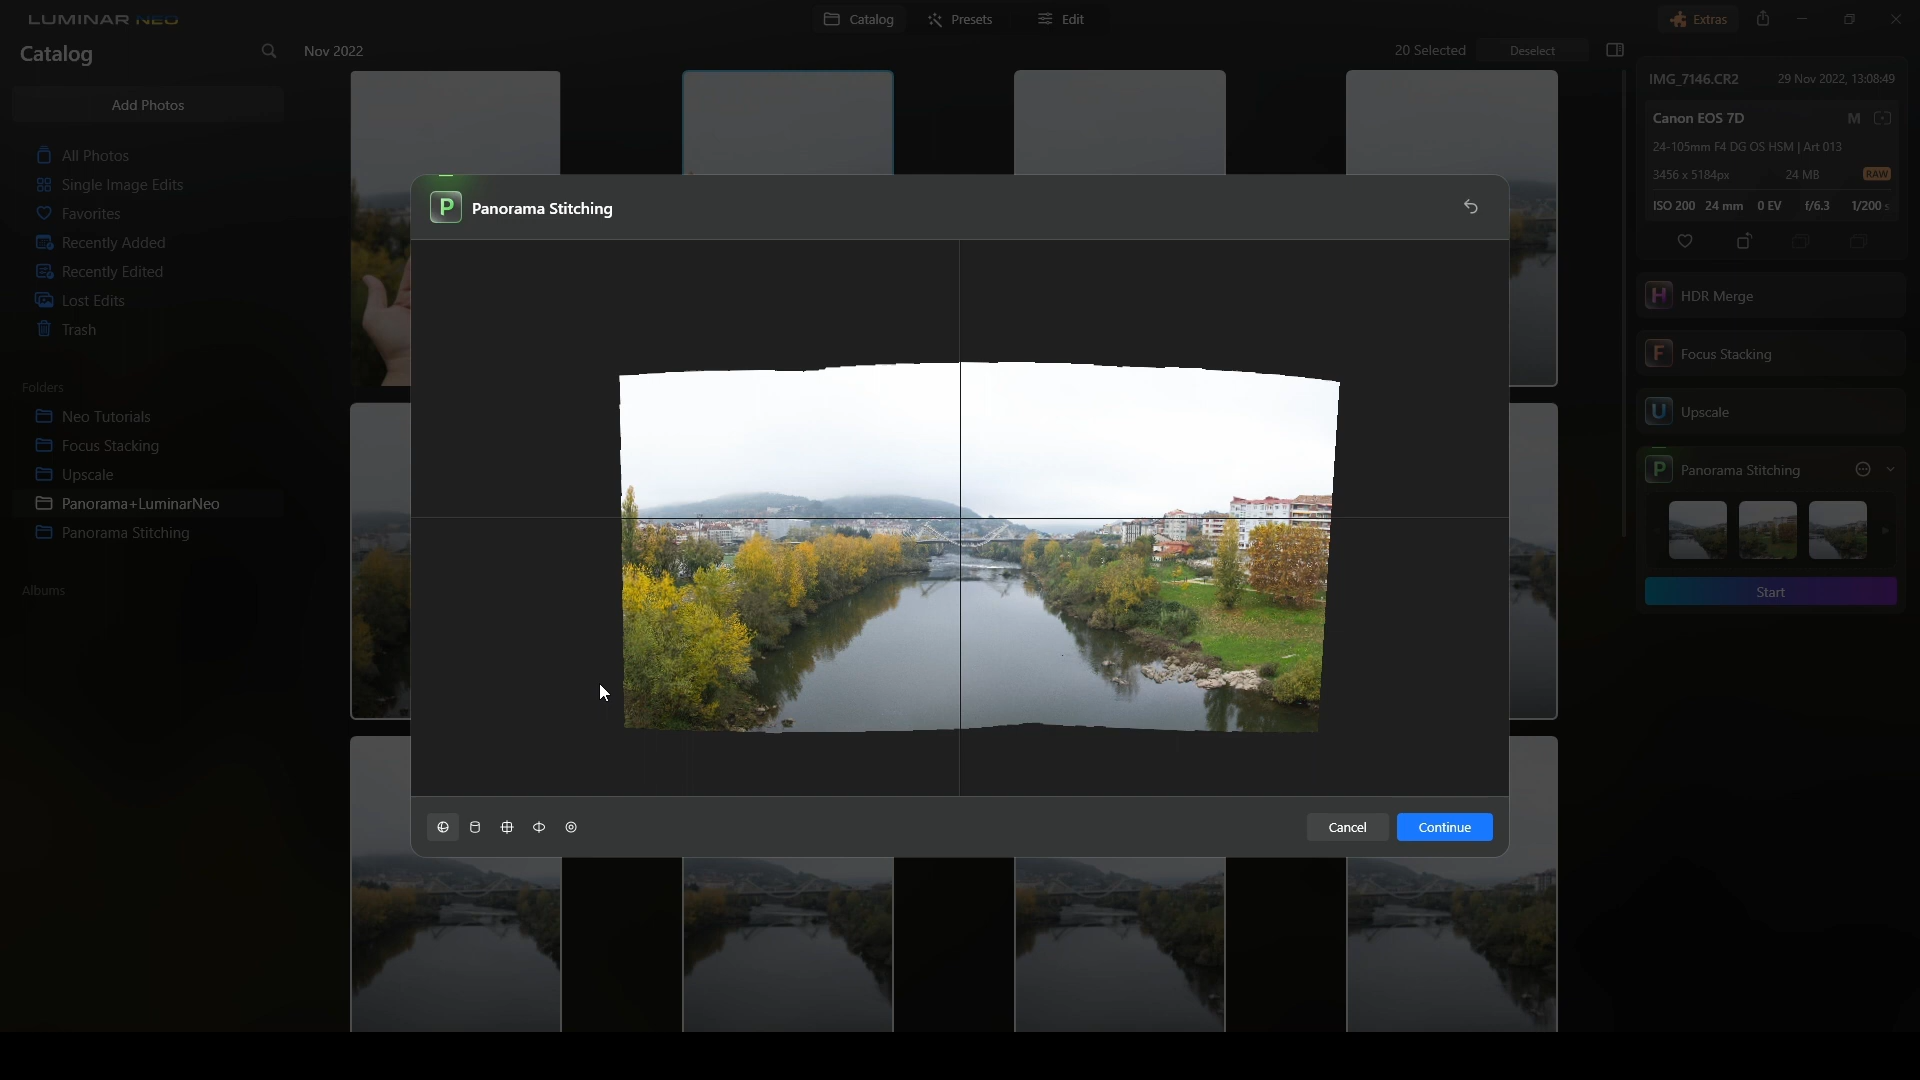 LUMINAR NEO
Catalog
Presets
Edit
Extras
Catalog
Nov 2022
20 Selected
Deselect
Add Photos
All Photos
Single Image Edits
Favorites
Recently Added
Recently Edited
Lost Edits
Trash
Folders
Neo Tutorials
Focus Stacking
Upscale
Panorama+LuminarNeo
Panorama Stitching
Albums
P Panorama Stitching
Cancel
Continue
IMG_7146.CR2 29 Nov 2022, 13:08:49
Canon EOS 7D M
24-105mm F4 DG OS HSM | Art 013
3456 x 5184px 24 MB RAW
ISO 200 24 mm 0 EV f/6.3 1/200 s
H HDR Merge
F Focus Stacking
U Upscale
P Panorama Stitching
Start